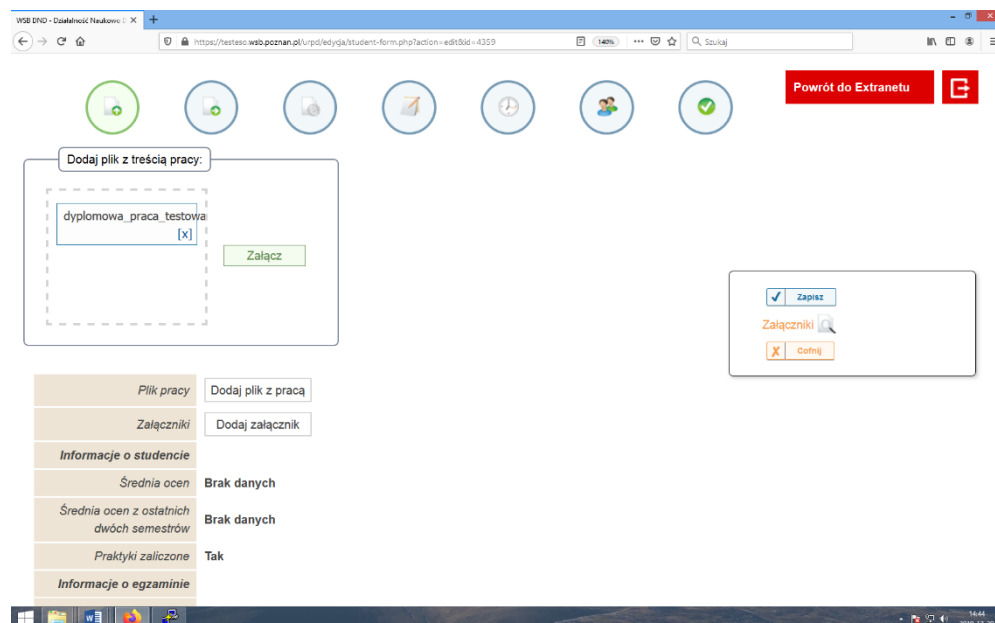 WSB DND - Działalność Naukowo D
https://testeso.wsb.poznan.pl/urpd/edycja/student-form.php?action=edit&id=4359
140%
Szukaj
Powrót do Extranetu
Dodaj plik z treścią pracy:
dyplomowa_praca_testowa
[x]
Załącz
Zapisz
Załączniki
X Cofnij
Plik pracy Dodaj plik z pracą
Załączniki Dodaj załącznik
Informacje o studencie
Średnia ocen Brak danych
Średnia ocen z ostatnich
dwóch semestrów Brak danych
Praktyki zaliczone Tak
Informacje o egzaminie
14:44